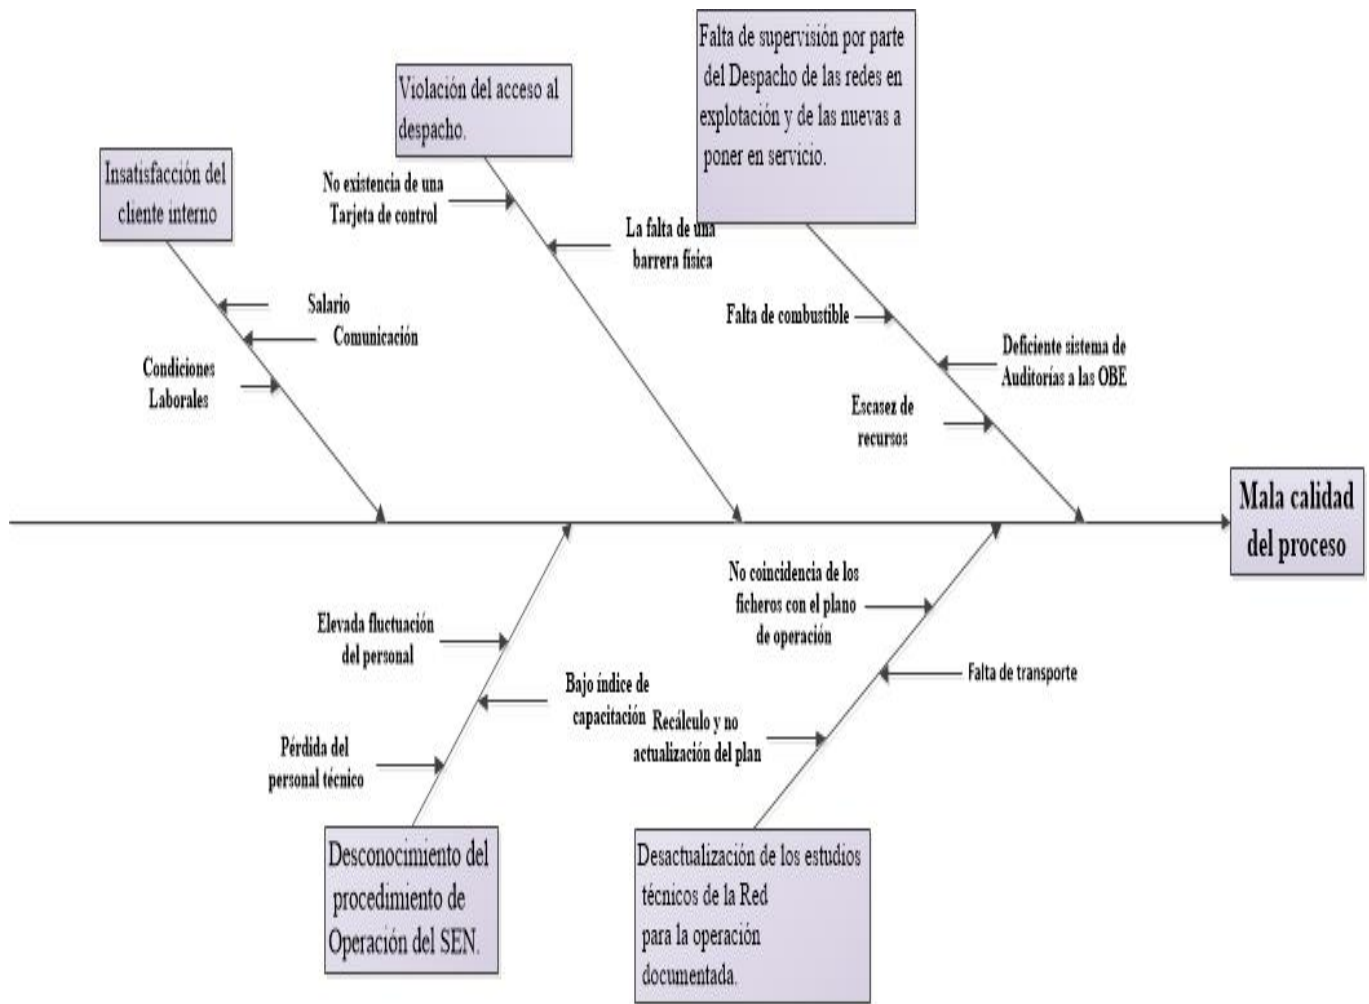 Falta de supervisión por parte
del Despacho de las redes en
explotación y de las nuevas a
poner en servicio.
Violación del acceso al
despacho.
Insatisfacción del
cliente interno
No existencia de una
Tarjeta de control
La falta de una
barrera física
Salario
Comunicación
Condiciones
Laborales
Falta de combustible
Deficiente sistema de
Auditorías a las OBE
Escasez de
recursos
Mala calidad
del proceso
Elevada fluctuación
del personal
Bajo índice de
capacitación
Pérdida del
personal técnico
No coincidencia de los
ficheros con el plano
de operación
Falta de transporte
Recálculo y no
actualización del plan
Desconocimiento del
procedimiento de
Operación del SEN.
Desactualización de los estudios
técnicos de la Red
para la operación
documentada.